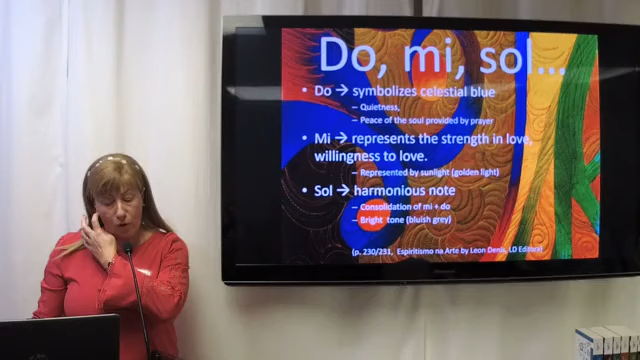 Do, mi, sol...
• Do → symbolizes celestial blue
– Quietness,
– Peace of the soul provided by prayer
• Mi → represents the strength in love,
willingness to love.
– Represented by sunlight (golden light)
• Sol → harmonious note
– Consolidation of mi + do
– Bright tone (bluish grey)
(p. 230/231, Espiritismo na Arte by Leon Denis, LD Editora)